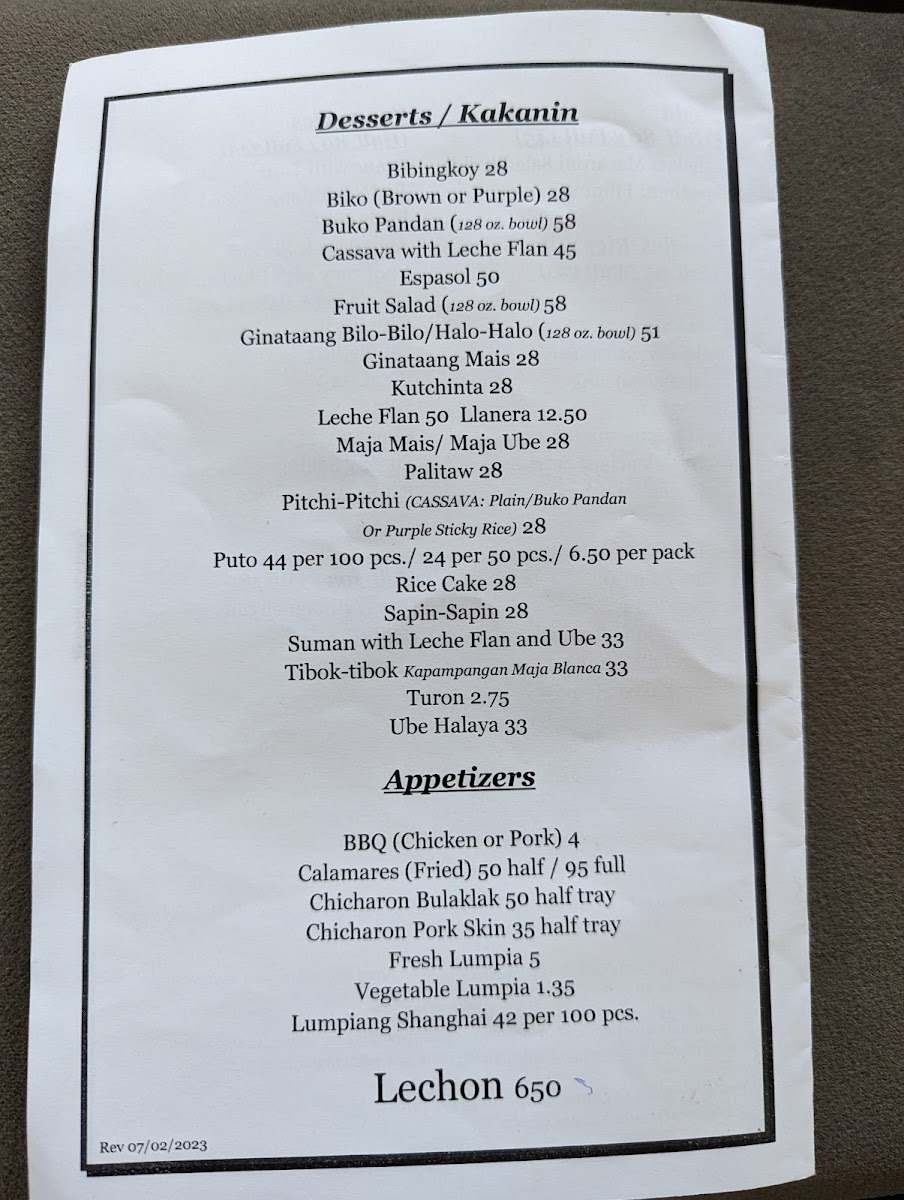 Desserts / Kakanin
Bibingkoy 28
Biko (Brown or Purple) 28
Buko Pandan (128 oz. bowl) 58
Cassava with Leche Flan 45
Espasol 50
Fruit Salad (128 oz. bowl) 58
Ginataang Bilo-Bilo/Halo-Halo (128 oz. bowl) 51
Ginataang Mais 28
Kutchinta 28
Leche Flan 50 Llanera 12.50
Maja Mais/ Maja Ube 28
Palitaw 28
Pitchi-Pitchi (CASSAVA: Plain/Buko Pandan
Or Purple Sticky Rice) 28
Puto 44 per 100 pcs./ 24 per 50 pcs./ 6.50 per pack
Rice Cake 28
Sapin-Sapin 28
Suman with Leche Flan and Ube 33
Tibok-tibok Kapampangan Maja Blanca 33
Turon 2.75
Ube Halaya 33
Appetizers
BBQ (Chicken or Pork) 4
Calamares (Fried) 50 half / 95 full
Chicharon Bulaklak 50 half tray
Chicharon Pork Skin 35 half tray
Fresh Lumpia 5
Vegetable Lumpia 1.35
Lumpiang Shanghai 42 per 100 pcs.
Lechon 650
Rev 07/02/2023